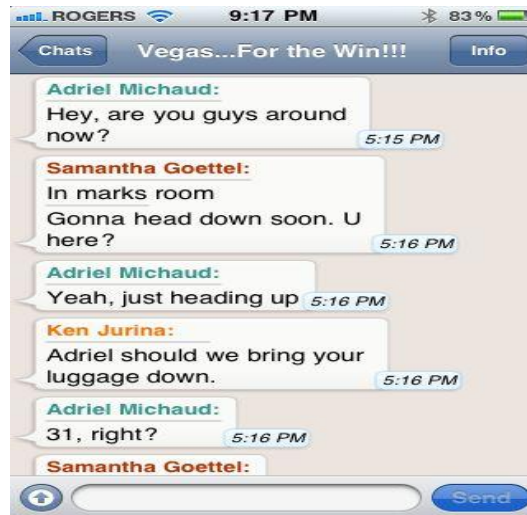 ROGERS 9:17 PM 83%
Chats Vegas...For the Win!!! Info
Adriel Michaud:
Hey, are you guys around
now?
5:15 PM
Samantha Goettel:
In marks room
Gonna head down soon. U
here?
5:16 PM
Adriel Michaud:
Yeah, just heading up 5:16 PM
Ken Jurina:
Adriel should we bring your
luggage down.
5:16 PM
Adriel Michaud:
31, right? 5:16 PM
Samantha Goettel:
Send